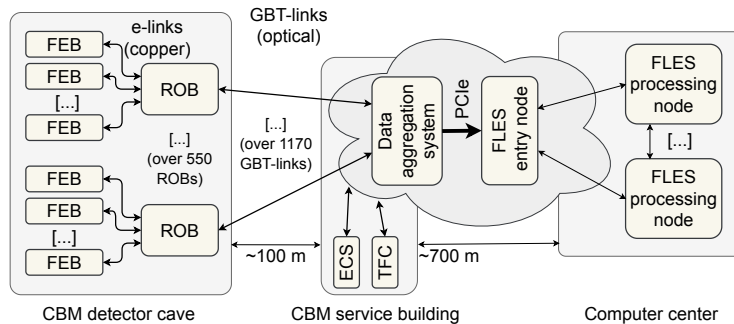 e-links
(copper)
GBT-links
(optical)
FEB
FEB
[...]
FEB
ROB
[...]
(over 550
ROBs)
FEB
FEB
[...]
FEB
ROB
[...]
(over 1170
GBT-links)
Data
aggregation
system
PCIe
FLES
entry node
ECS
TFC
FLES
processing
node
[...]
FLES
processing
node
~100 m
~700 m
CBM detector cave
CBM service building
Computer center